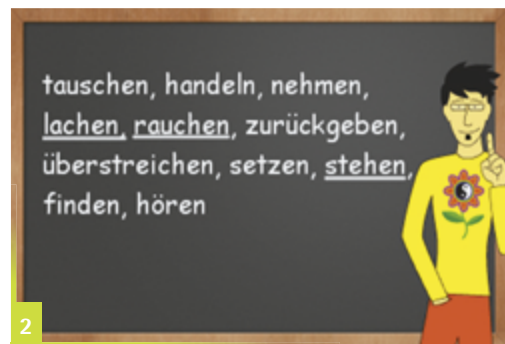 tauschen, handeln, nehmen,
lachen, rauchen, zurückgeben,
überstreichen, setzen, stehen,
finden, hören
2